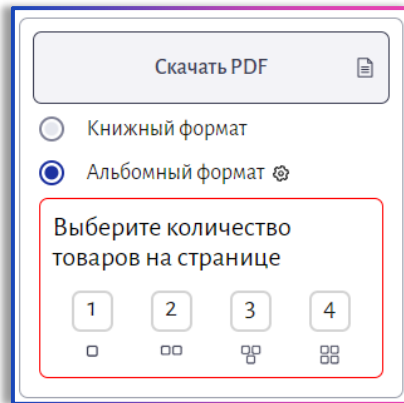 Скачать PDF
Книжный формат
Альбомный формат
Выберите количество
товаров на странице
1 2 3 4